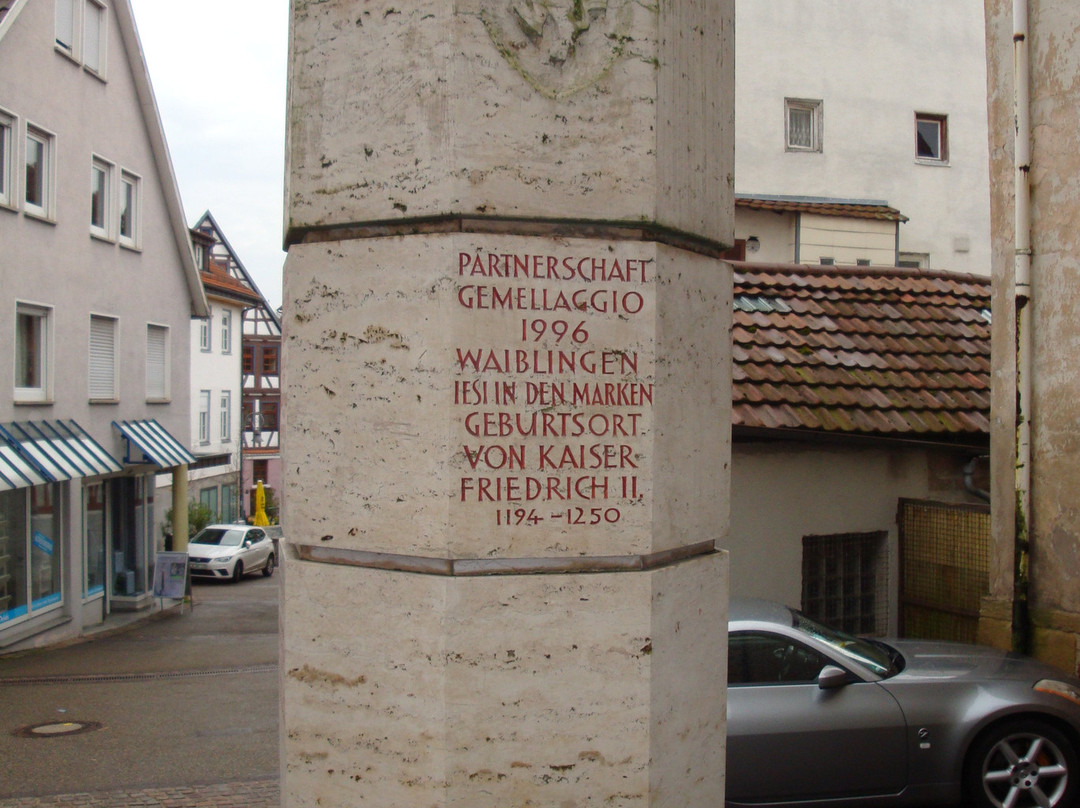 PARTNERSCHAFT
GEMELLAGGIO
1996
WAIBLINGEN
IESI IN DEN MARKEN
GEBURTSORT
VON KAISER
FRIEDRICH II.
1194-1250